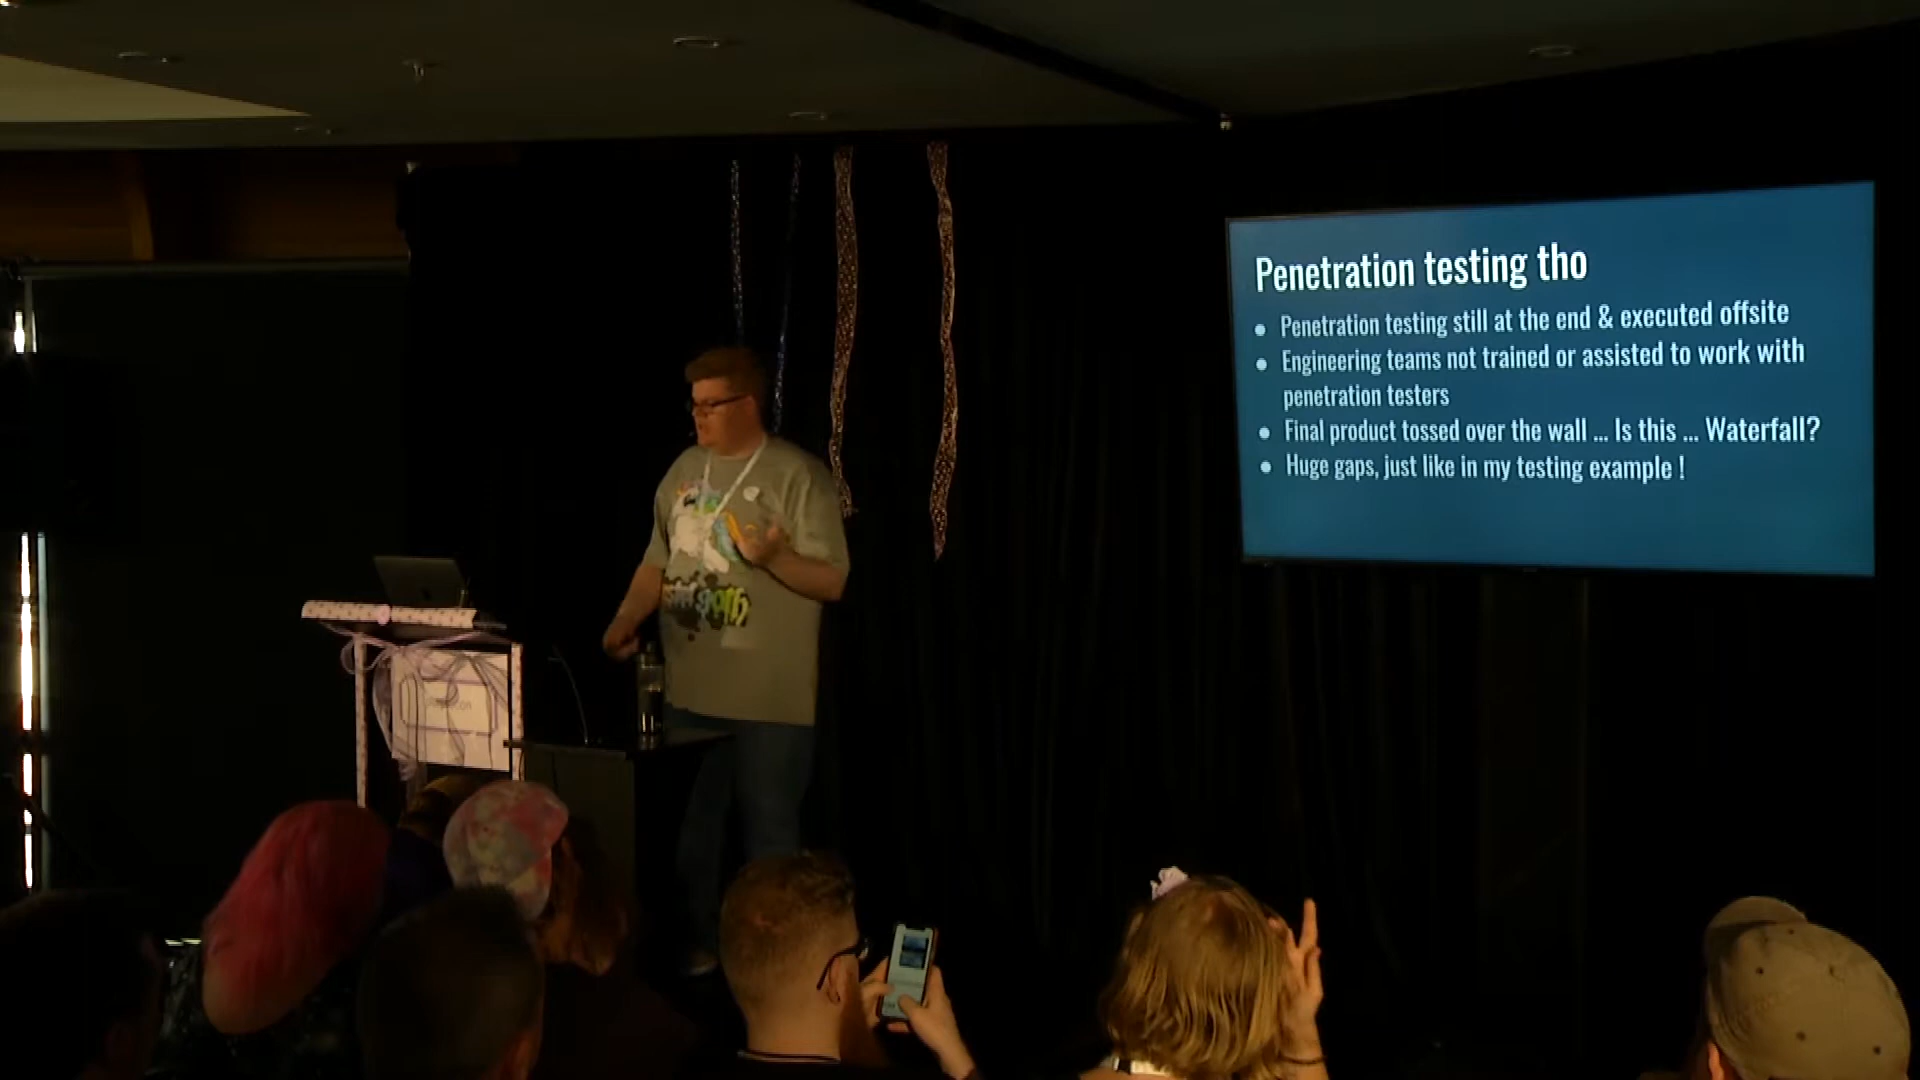 Penetration testing tho
● Penetration testing still at the end & executed offsite
● Engineering teams not trained or assisted to work with
penetration testers
● Final product tossed over the wall ... Is this ... Waterfall?
● Huge gaps, just like in my testing example !
goth